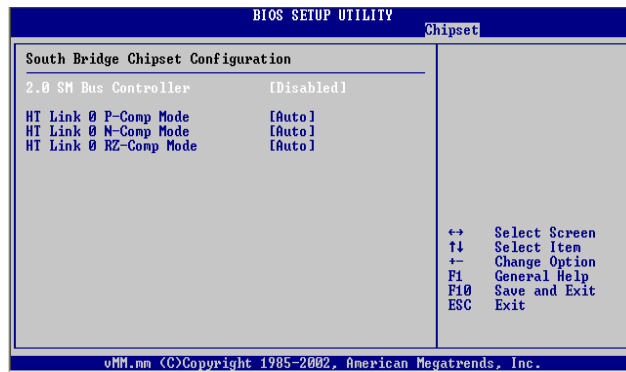 BIOS SETUP UTILITY
Chipset
South Bridge Chipset Configuration
2.0 SM Bus Controller [Disabled]
HT Link 0 P-Comp Mode [Auto]
HT Link 0 N-Comp Mode [Auto]
HT Link 0 RZ-Comp Mode [Auto]
↔ Select Screen
↑↓ Select Item
+- Change Option
F1 General Help
F10 Save and Exit
ESC Exit
vMM.mm (C)Copyright 1985-2002, American Megatrends, Inc.